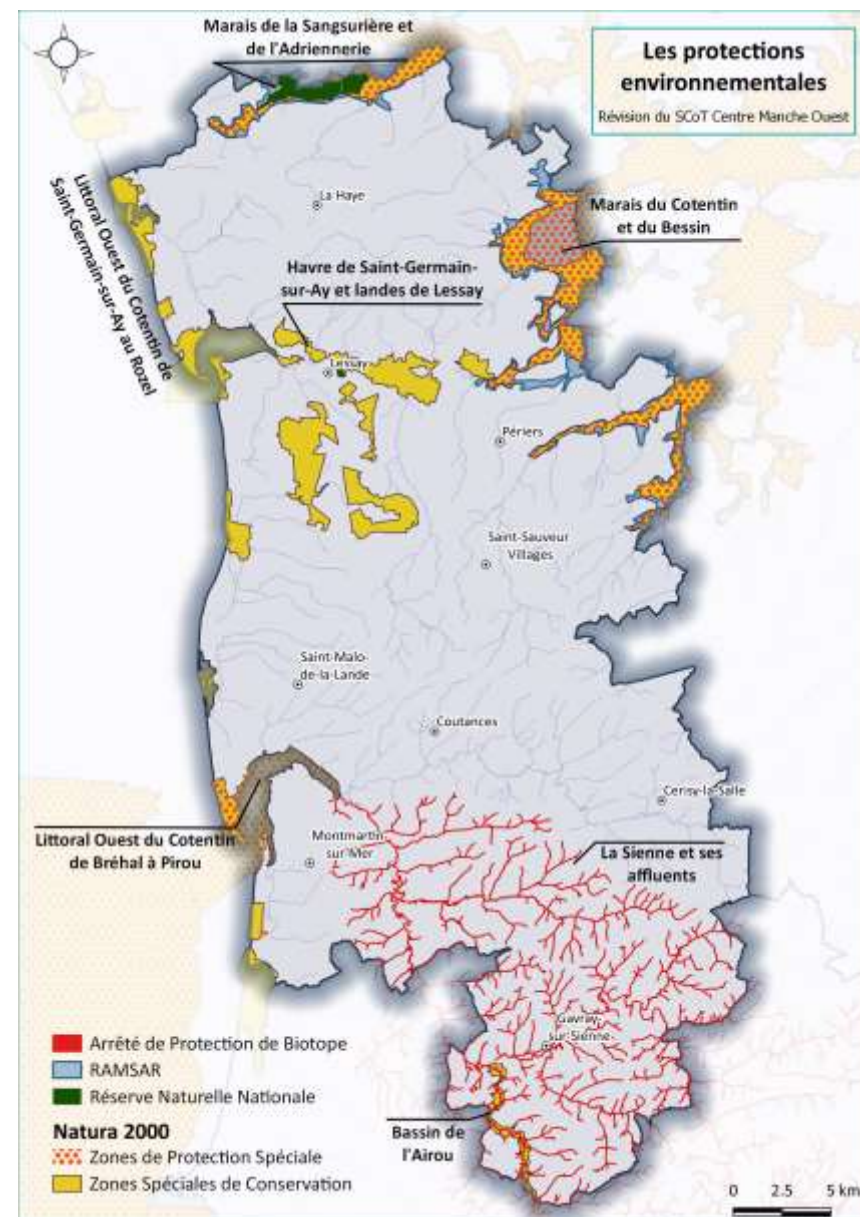 Marais de la Sangsurière et
de l'Adriennerie
Les protections
environnementales
Révision du SCoT Centre Manche Ouest
Littoral Ouest du Cotentin de
Saint-Germain-sur-Ay au Rozel
La Haye
Marais du Cotentin
et du Bessin
Havre de Saint-Germain-
sur-Ay et landes de Lessay
Lessay
Périers
Saint-Sauveur
Villages
Saint-Malo-
de-la-Lande
Coutances
Cerisy-la-Salle
Littoral Ouest du Cotentin
de Bréhal à Pirou
Montmartin
sur-Mer
La Sienne et ses
affluents
Gavray-
sur-Sienne
Arrêté de Protection de Biotope
RAMSAR
Réserve Naturelle Nationale
Natura 2000
Zones de Protection Spéciale
Zones Spéciales de Conservation
Bassin de
l'Airou
0 2.5 5 km